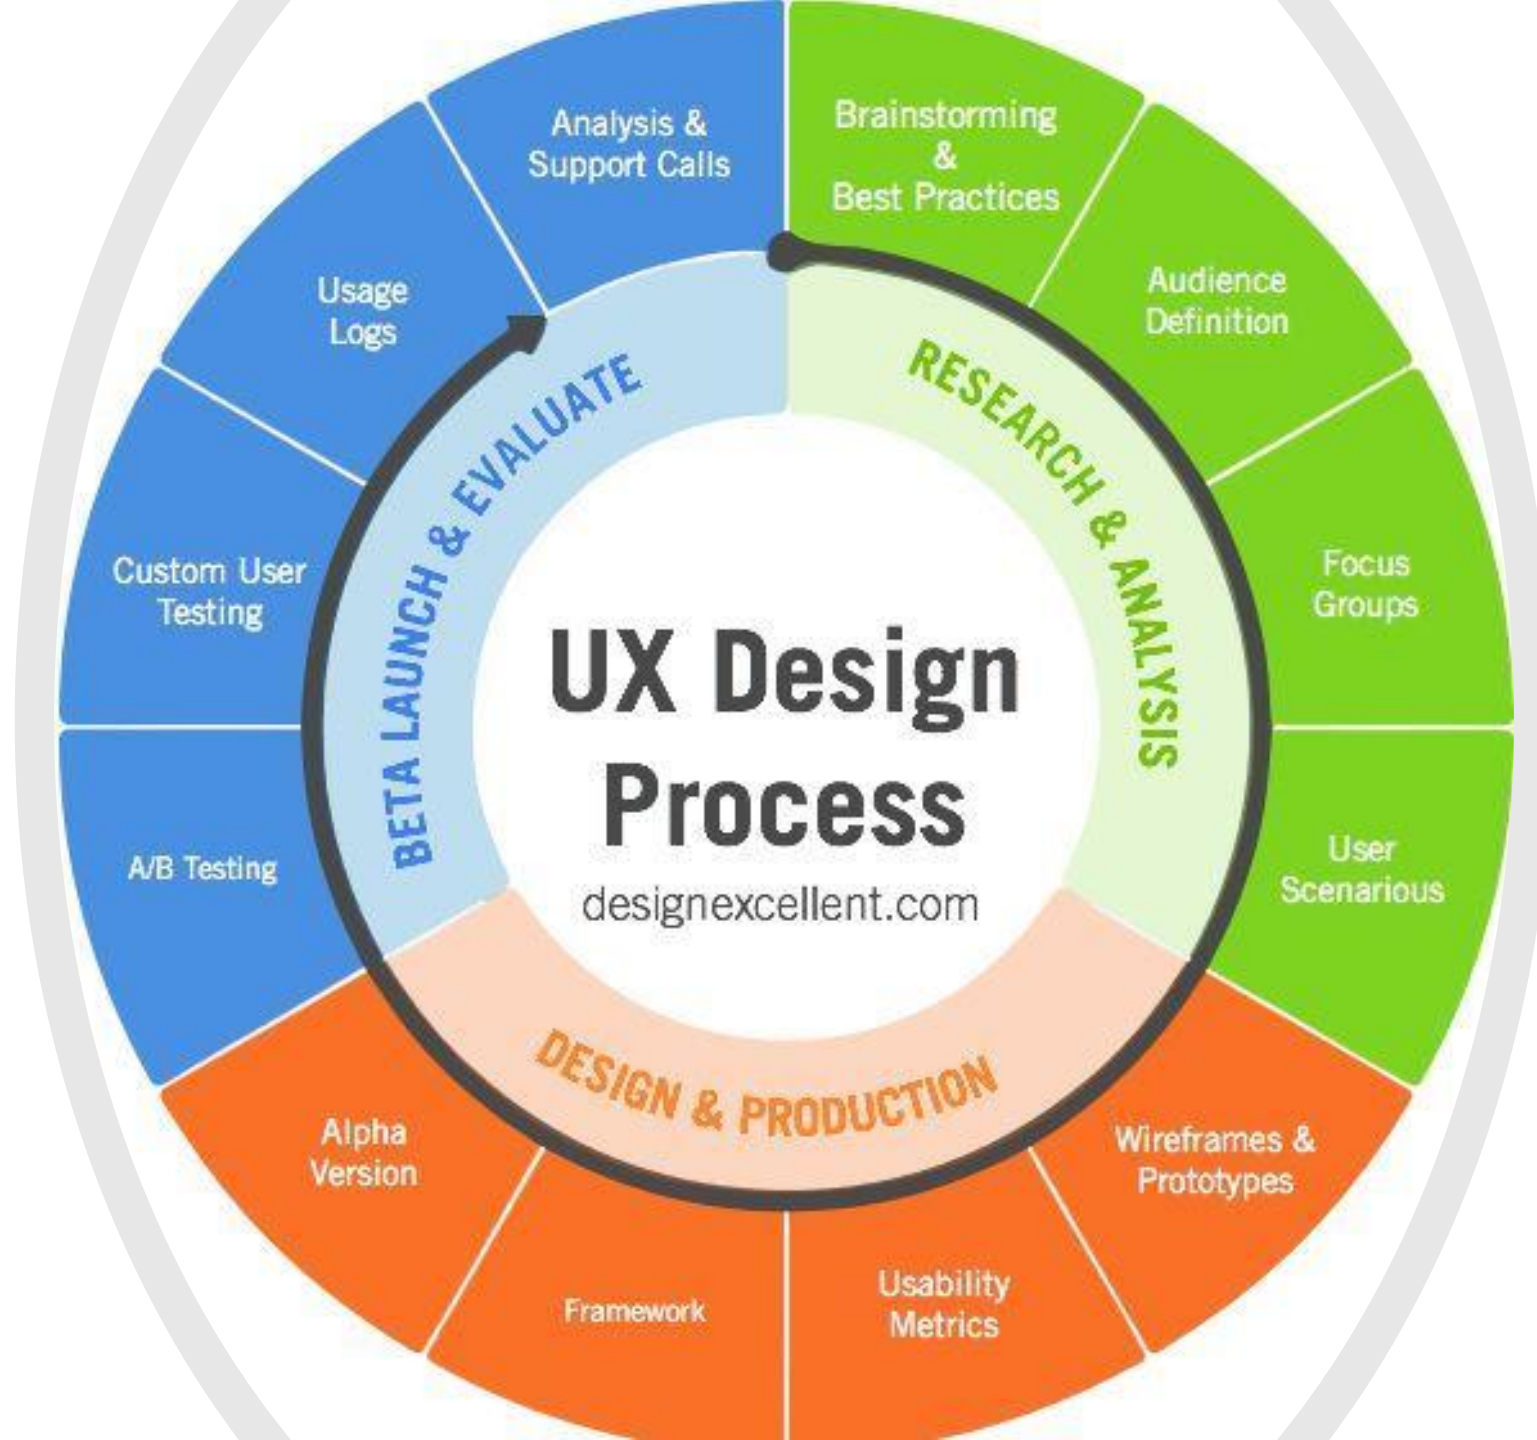 Analysis &
Support Calls
Brainstorming
&
Best Practices
Audience
Definition
Focus
Groups
User
Scenarious
Wireframes &
Prototypes
Usability
Metrics
Framework
Alpha
Version
A/B Testing
Custom User
Testing
Usage
Logs
RESEARCH & ANALYSIS
DESIGN & PRODUCTION
BETA LAUNCH & EVALUATE
UX Design
Process
designexcellent.com